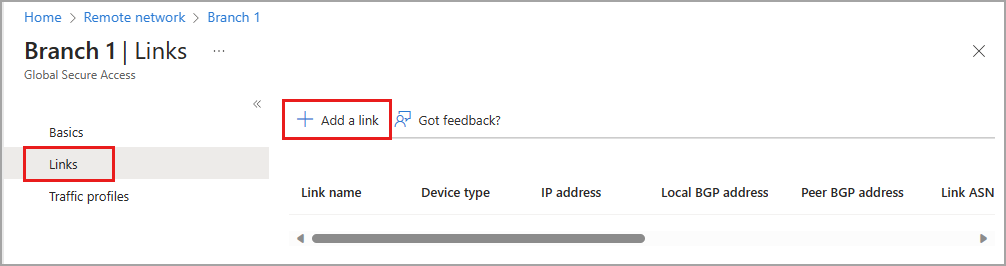 Home > Remote network > Branch 1
Branch 1 | Links ...
Global Secure Access
Basics
Links
Traffic profiles
+ Add a link Got feedback?
Link name Device type IP address Local BGP address Peer BGP address Link ASN